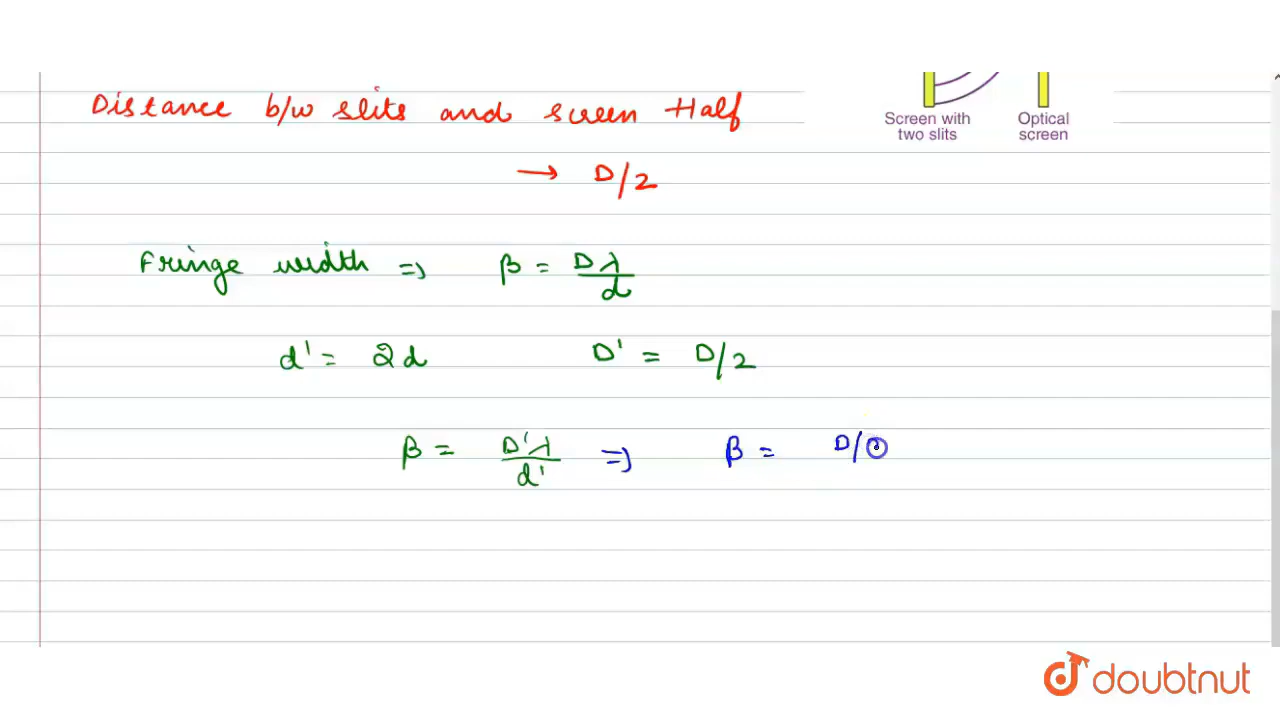 Distance b/w slits and screen Half
Screen with
two slits
Optical
screen
→ D/2
Fringe width ⇒ β = Dλ/d
d' = 2d D' = D/2
β = D'λ/d' ⇒ β = D/
doubtnut